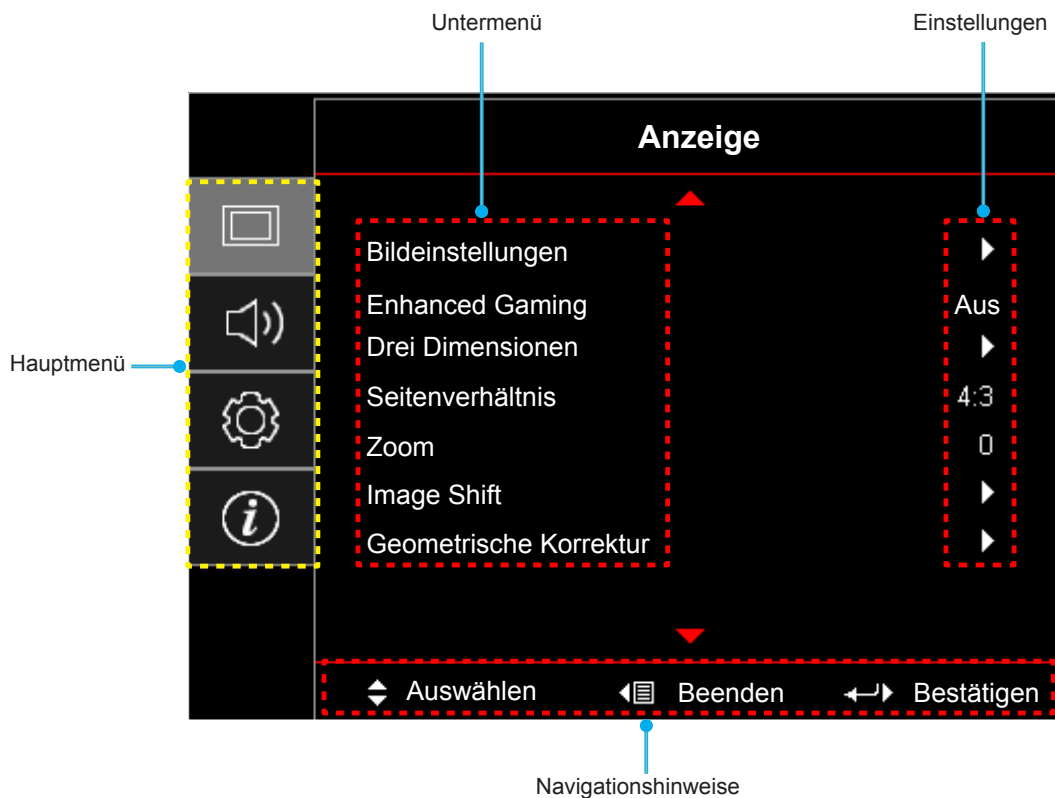 Untermenü
Einstellungen
Anzeige
Bildeinstellungen
Enhanced Gaming Aus
Drei Dimensionen
Hauptmenü
Seitenverhältnis 4:3
Zoom 0
Image Shift
i
Geometrische Korrektur
Auswählen Beenden Bestätigen
Navigationshinweise